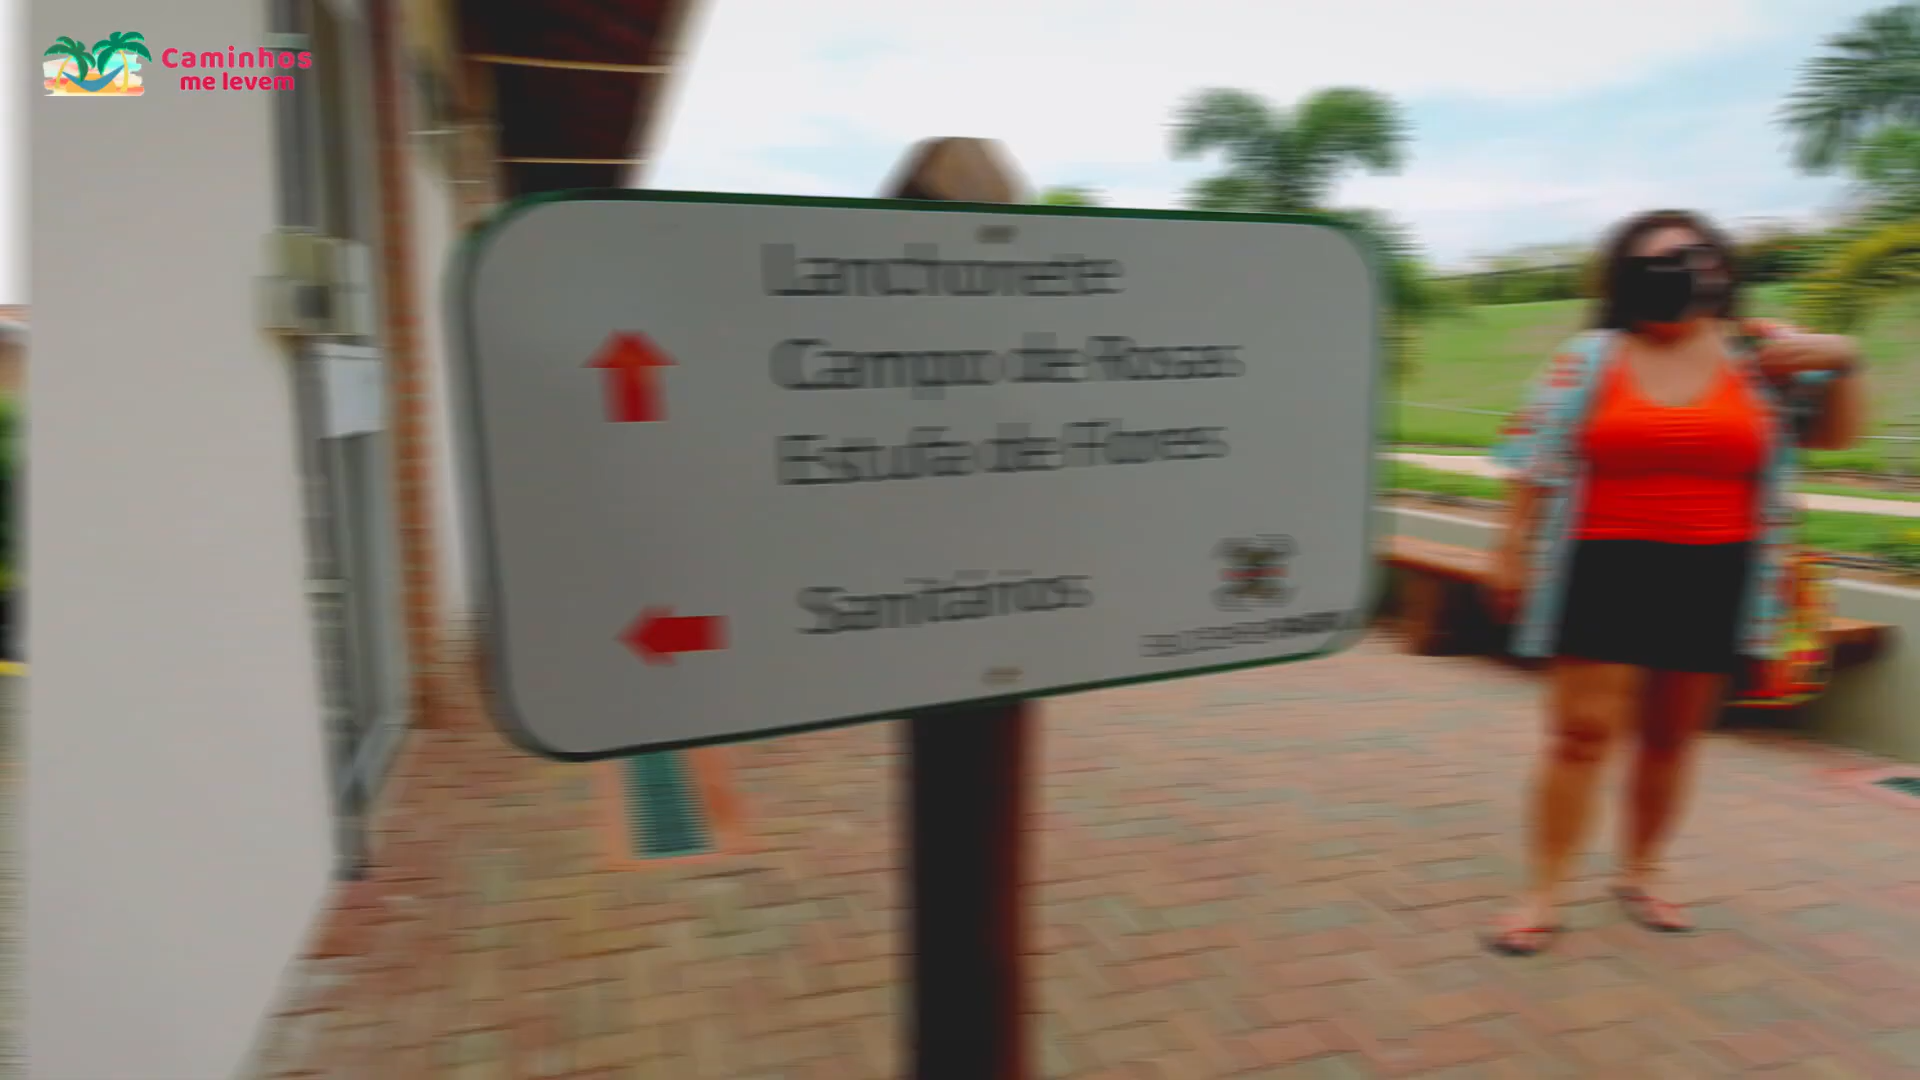 Caminhos
me levem
Lanchonete
Campo de Rosas
Estufa de Flores
Sanitários